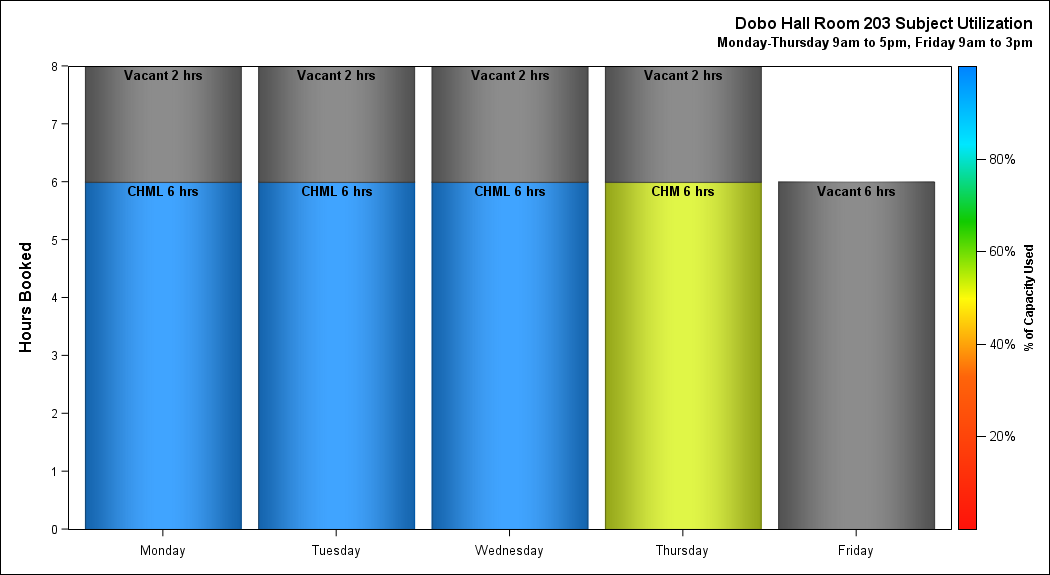 Dobo Hall Room 203 Subject Utilization
Monday-Thursday 9am to 5pm, Friday 9am to 3pm
Hours Booked
8
7
6
5
4
3
2
1
0
Vacant 2 hrs
Vacant 2 hrs
Vacant 2 hrs
Vacant 2 hrs
CHML 6 hrs
CHML 6 hrs
CHML 6 hrs
CHM 6 hrs
Vacant 6 hrs
Monday
Tuesday
Wednesday
Thursday
Friday
80%
60%
40%
20%
% of Capacity Used